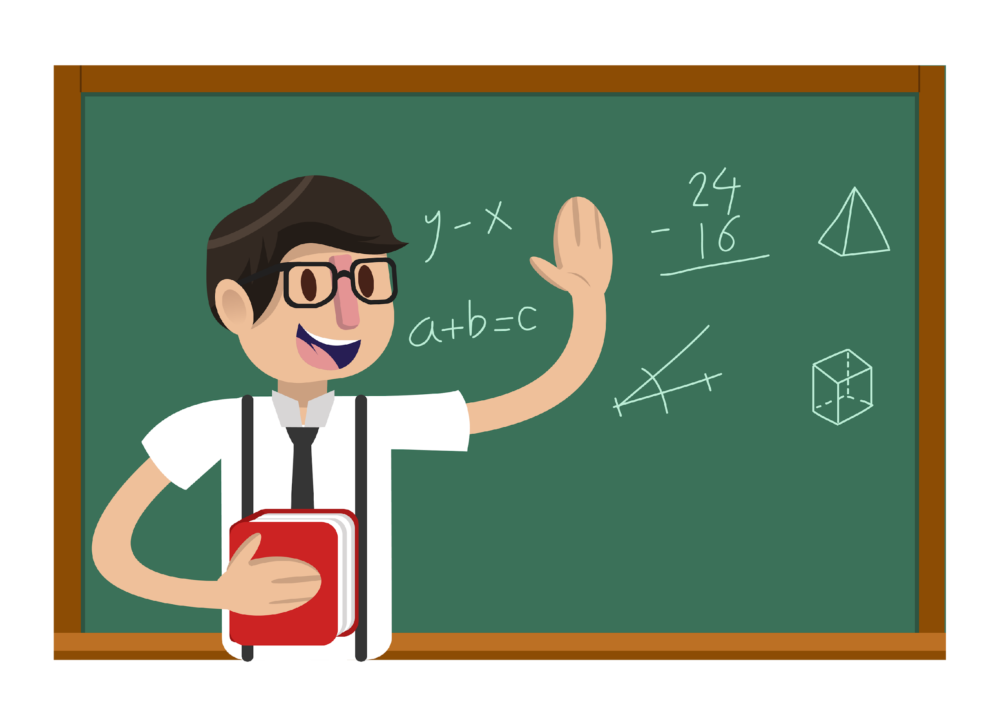 y - x
24
- 16
a + b = c